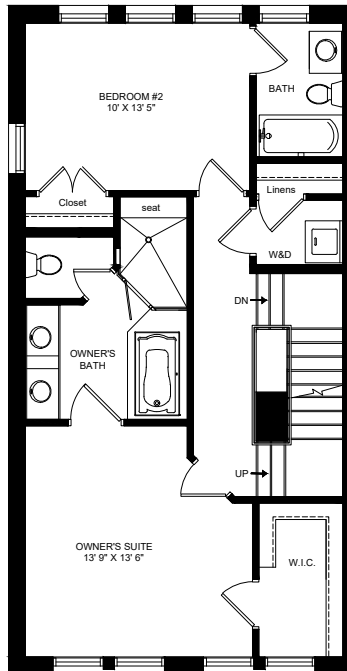 BEDROOM #2
10' X 13' 5"
BATH
Closet
seat
Linens
W&D
DN
OWNER'S
BATH
UP
OWNER'S SUITE
13' 9" X 13' 6"
W.I.C.